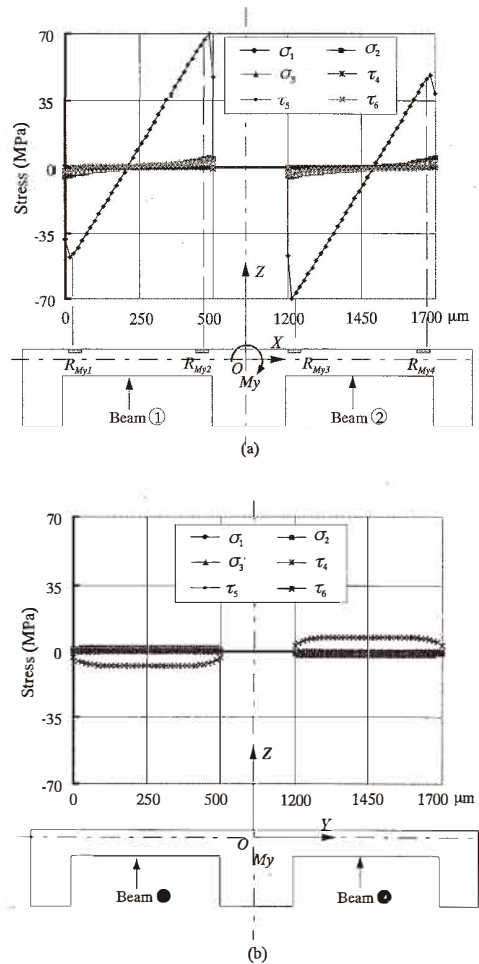 70
35
0
-35
-70
Stress (MPa)
σ1 σ2
σ3 τ4
τ5 τ6
Z
0 250 500 1200 1450 1700 μm
X
RMy1 RMy2 O RMy3 RMy4
My
Beam ① Beam ②
(a)
70
35
0
-35
-70
Stress (MPa)
σ1 σ2
σ3 τ4
τ5 τ6
Z
0 250 500 1200 1450 1700 μm
Y
O
My
Beam Beam
(b)